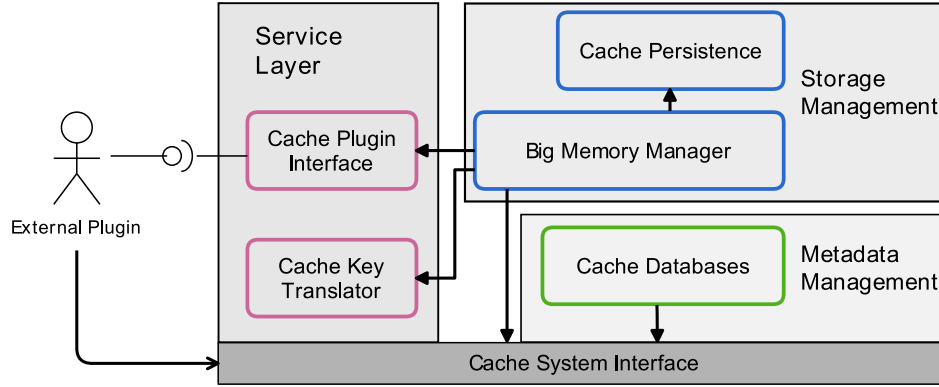 Service
Layer
Cache Persistence
Storage
Management
Cache Plugin
Interface
Big Memory Manager
External Plugin
Cache Key
Translator
Cache Databases
Metadata
Management
Cache System Interface